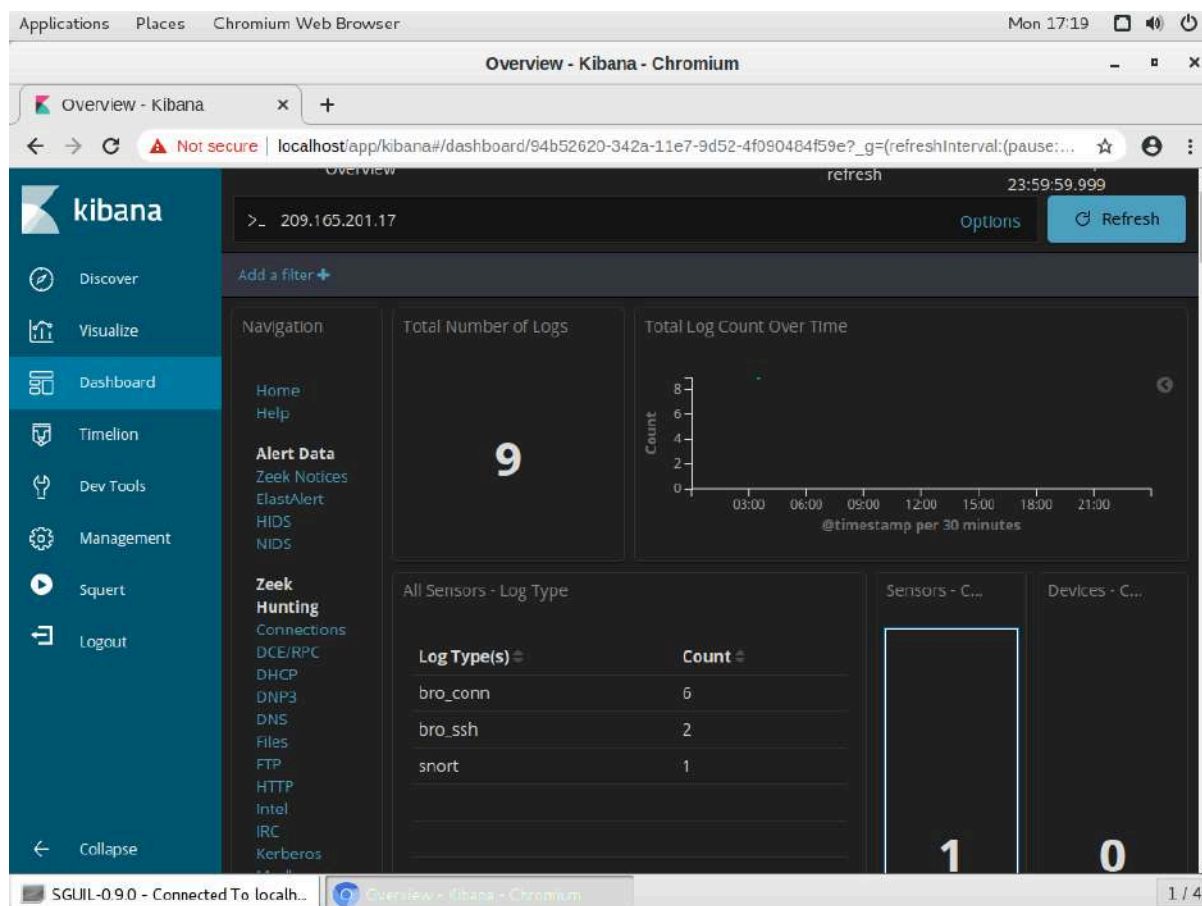 Applications Places Chromium Web Browser Mon 17:19
Overview - Kibana - Chromium
Overview - Kibana
Not secure | localhost/app/kibana#/dashboard/94b52620-342a-11e7-9d52-4f090484f59e?_g=(refreshInterval:(pause:...
kibana
Discover
Visualize
Dashboard
Timelion
Dev Tools
Management
Squert
Logout
Collapse
Overview
refresh
23:59:59.999
>_ 209.165.201.17 Options Refresh
Add a filter +
Navigation
Home
Help
Alert Data
Zeek Notices
ElastAlert
HIDS
NIDS
Zeek
Hunting
Connections
DCE/RPC
DHCP
DNP3
DNS
Files
FTP
HTTP
Intel
IRC
Kerberos
Total Number of Logs
9
Total Log Count Over Time
Count
8
6
4
2
0
03:00 06:00 09:00 12:00 15:00 18:00 21:00
@timestamp per 30 minutes
All Sensors - Log Type
Log Type(s) Count
bro_conn 6
bro_ssh 2
snort 1
Sensors - C...
1
Devices - C...
0
SGUIL-0.9.0 - Connected To localh... Overview - Kibana - Chromium 1 / 4